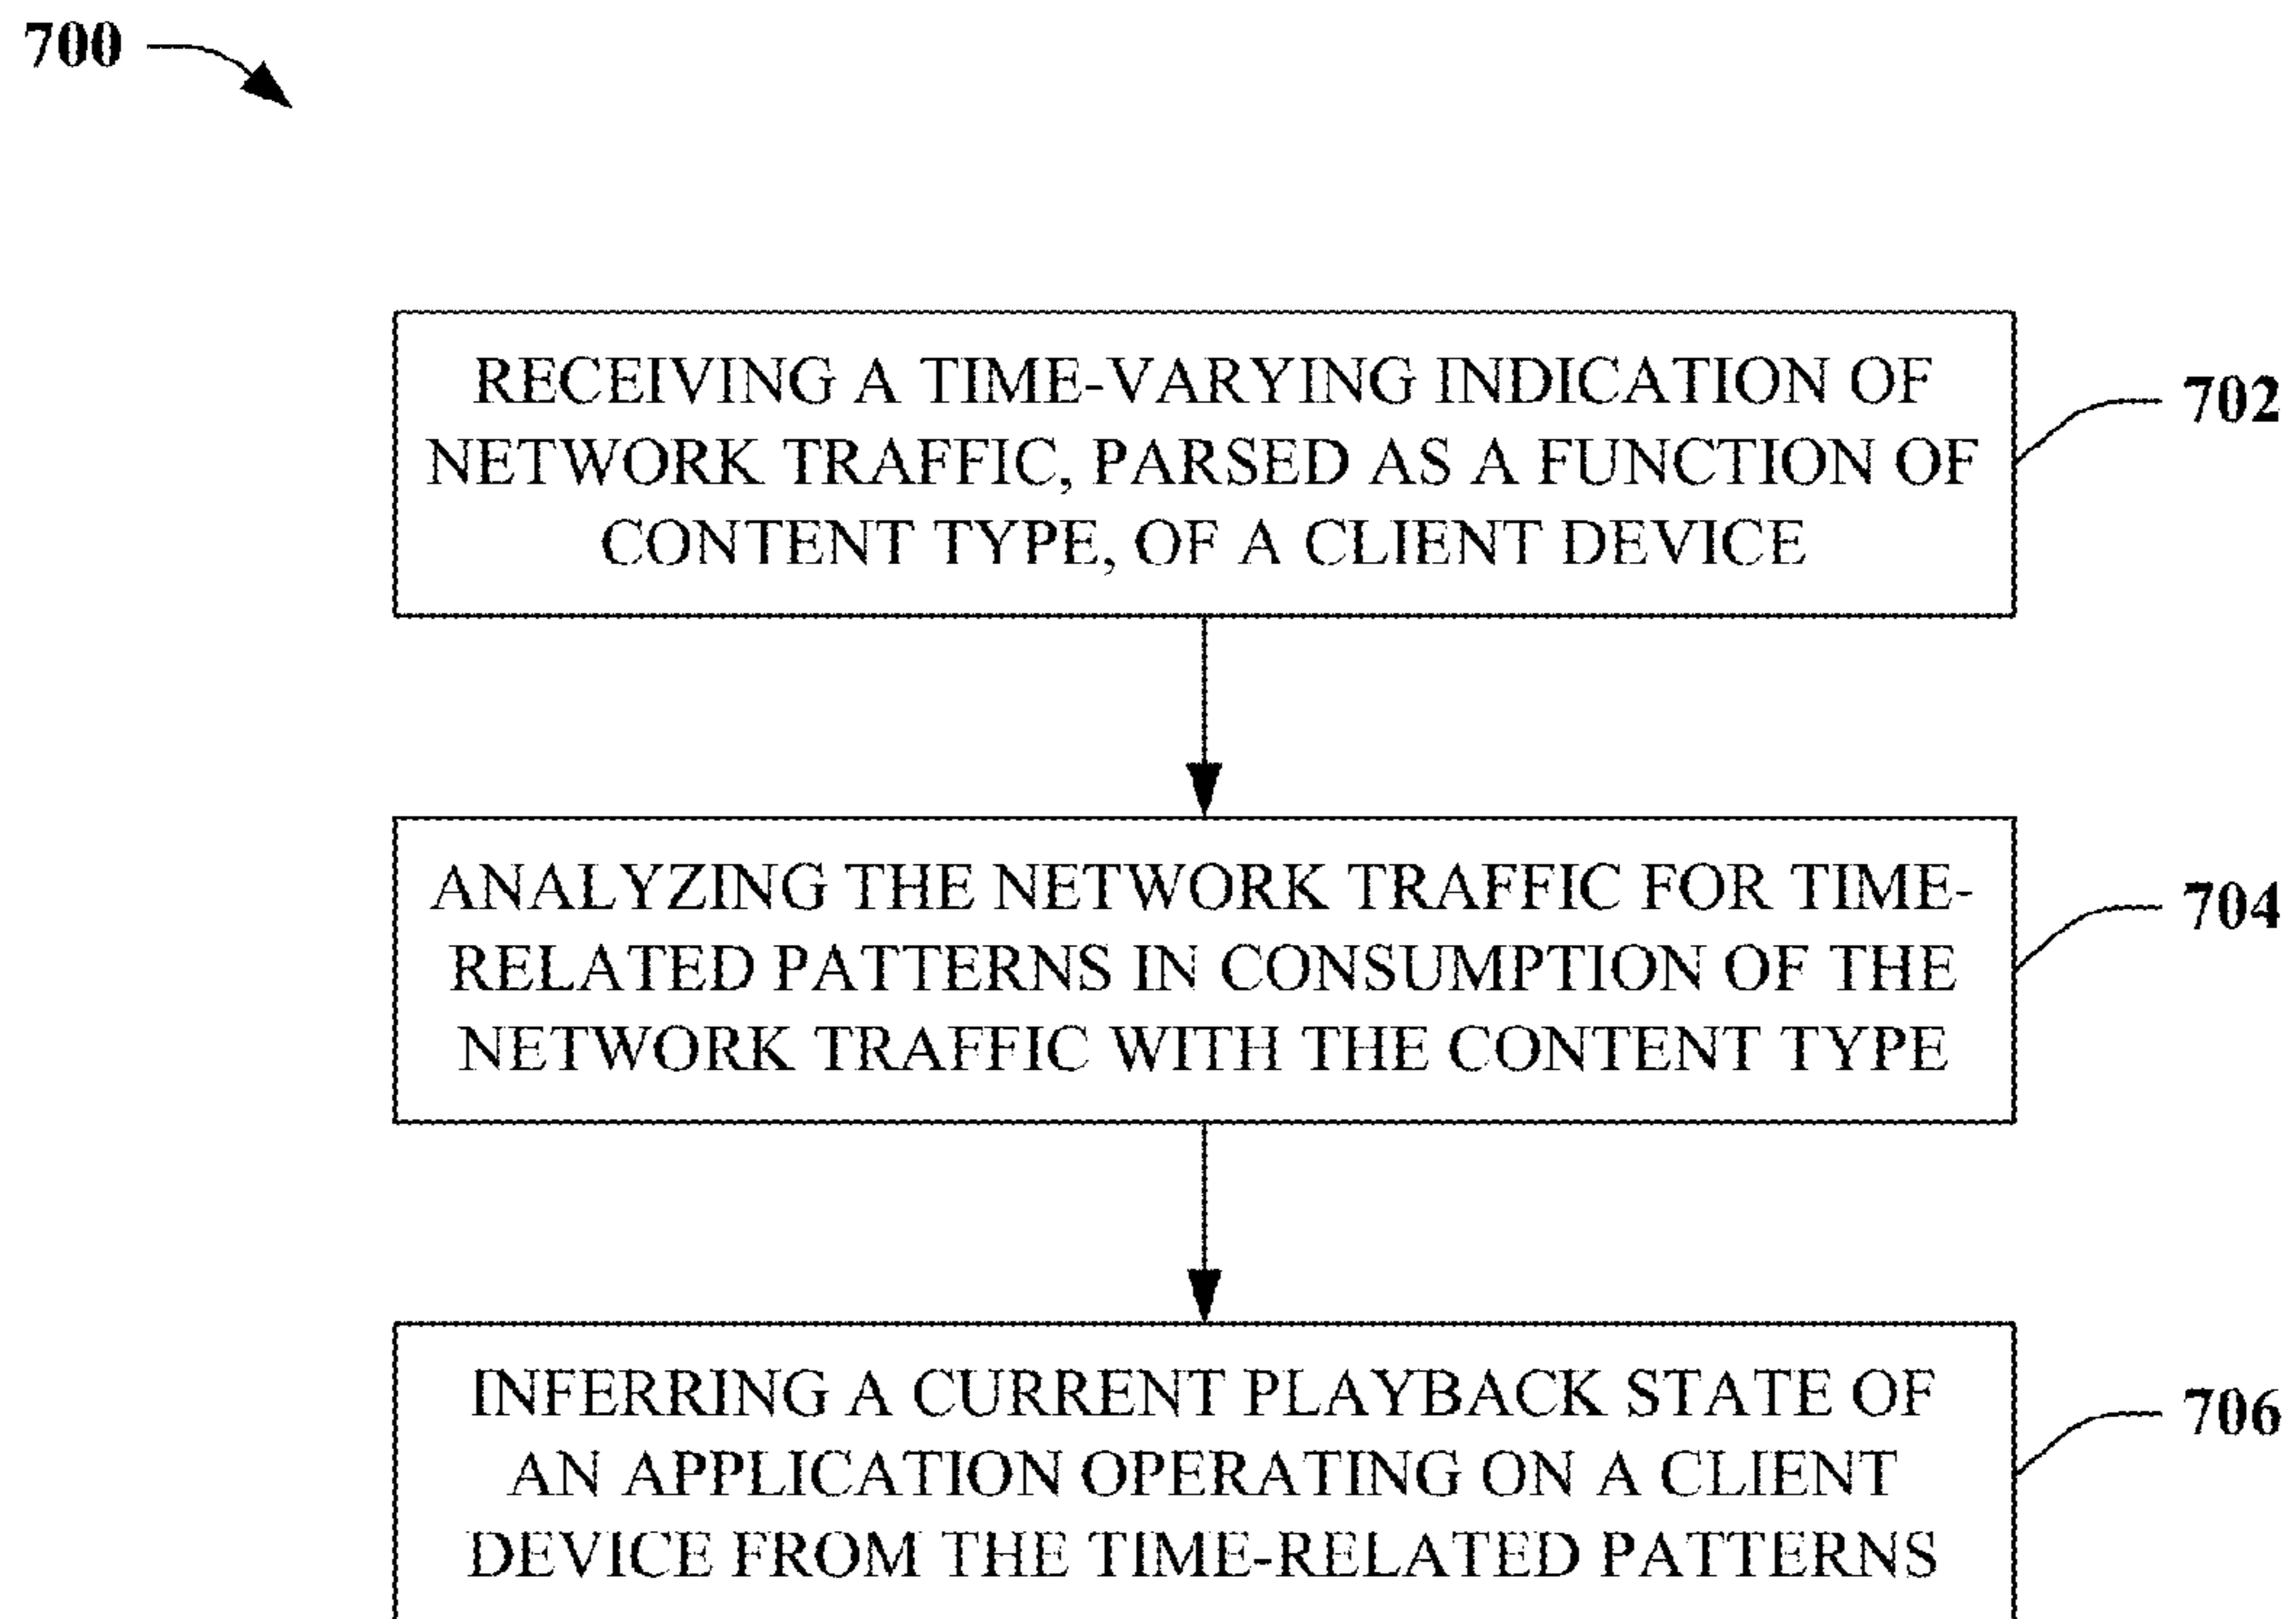 700
RECEIVING A TIME-VARYING INDICATION OF
NETWORK TRAFFIC, PARSED AS A FUNCTION OF
CONTENT TYPE, OF A CLIENT DEVICE
702
ANALYZING THE NETWORK TRAFFIC FOR TIME-
RELATED PATTERNS IN CONSUMPTION OF THE
NETWORK TRAFFIC WITH THE CONTENT TYPE
704
INFERRING A CURRENT PLAYBACK STATE OF
AN APPLICATION OPERATING ON A CLIENT
DEVICE FROM THE TIME-RELATED PATTERNS
706